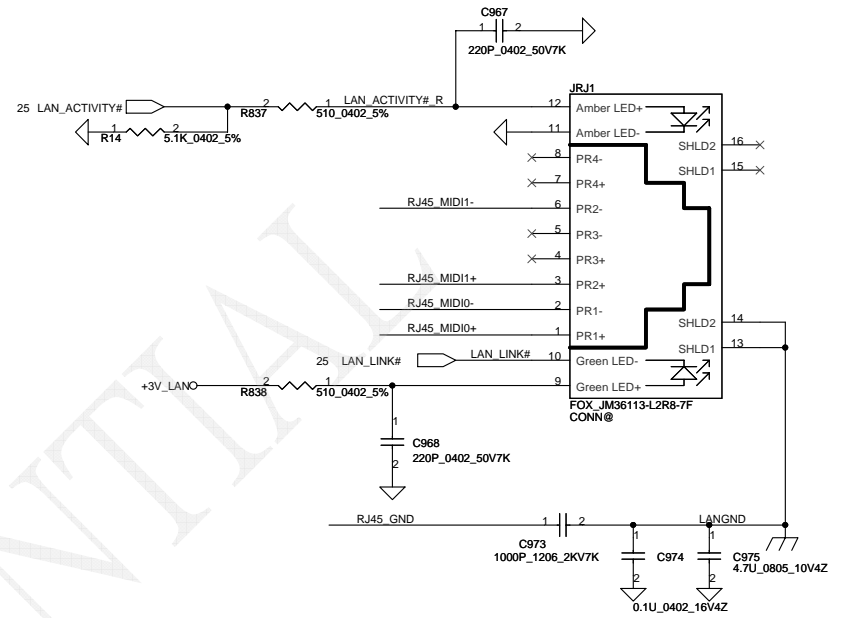 C967
1 2
220P_0402_50V7K
JRJ1
25 LAN_ACTIVITY#
2 1
R837
510_0402_5%
LAN_ACTIVITY#_R
12 Amber LED+
1 2
R14
5.1K_0402_5%
11 Amber LED-
SHLD2 16
8 PR4-
SHLD1 15
7 PR4+
RJ45_MIDI1- 6 PR2-
5 PR3-
4 PR3+
RJ45_MIDI1+ 3 PR2+
RJ45_MIDI0- 2 PR1-
SHLD2 14
RJ45_MIDI0+ 1 PR1+
SHLD1 13
25 LAN_LINK# LAN_LINK# 10 Green LED-
+3V_LAN
2 1
R838
510_0402_5%
9 Green LED+
FOX_JM36113-L2R8-7F
CONN@
1
C968
2
220P_0402_50V7K
RJ45_GND
1 2
LANGND
C973
1000P_1206_2KV7K
1
C974
2
0.1U_0402_16V4Z
1
C975
2
4.7U_0805_10V4Z
NTIAL